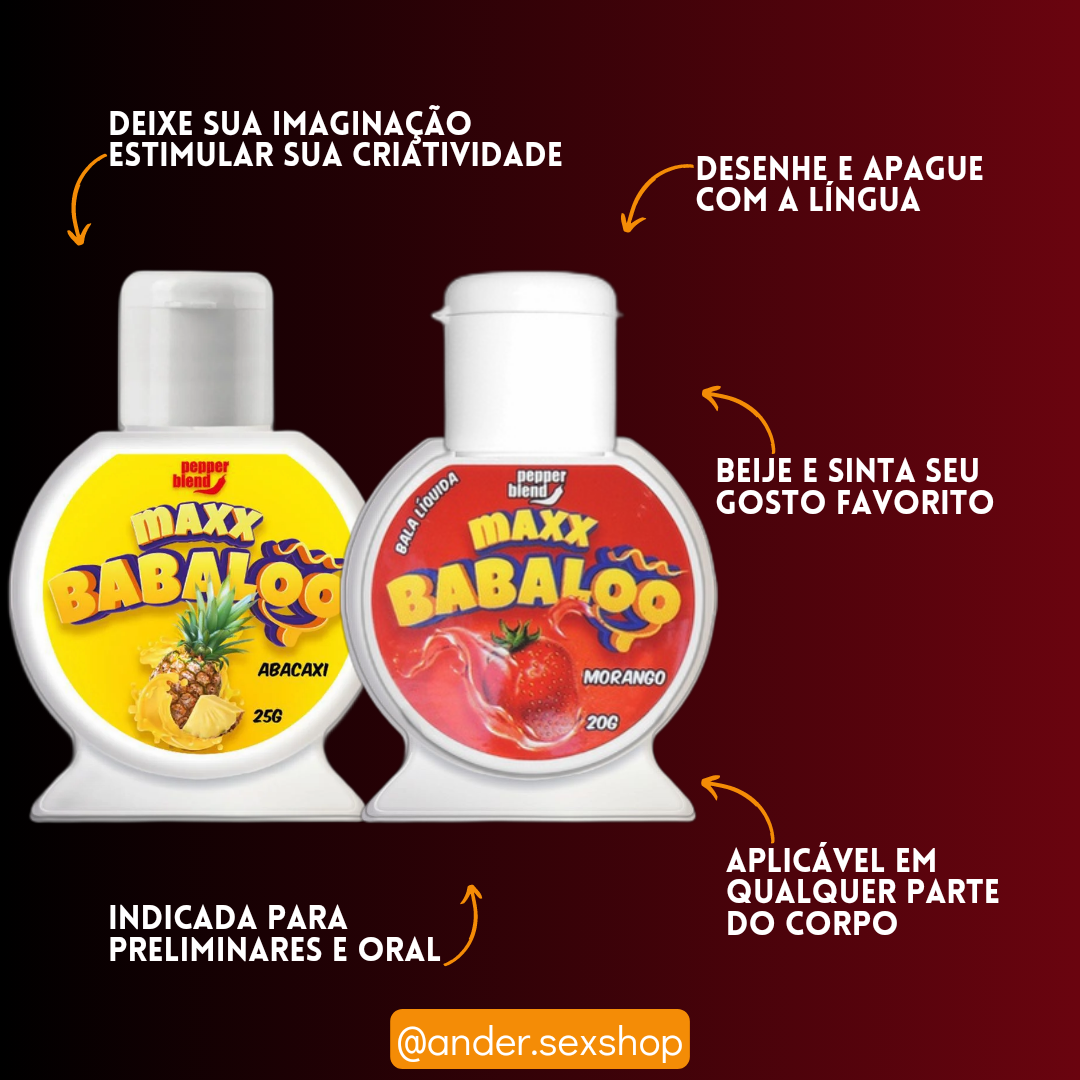 DEIXE SUA IMAGINAÇÃO
ESTIMULAR SUA CRIATIVIDADE
DESENHE E APAGUE
COM A LÍNGUA
pepper
blend
MAXX
BABALOO
ABACAXI
25G
BALA LÍQUIDA
pepper
blend
MAXX
BABALOO
MORANGO
20G
BEIJE E SINTA SEU
GOSTO FAVORITO
APLICÁVEL EM
QUALQUER PARTE
DO CORPO
INDICADA PARA
PRELIMINARES E ORAL
@ander.sexshop